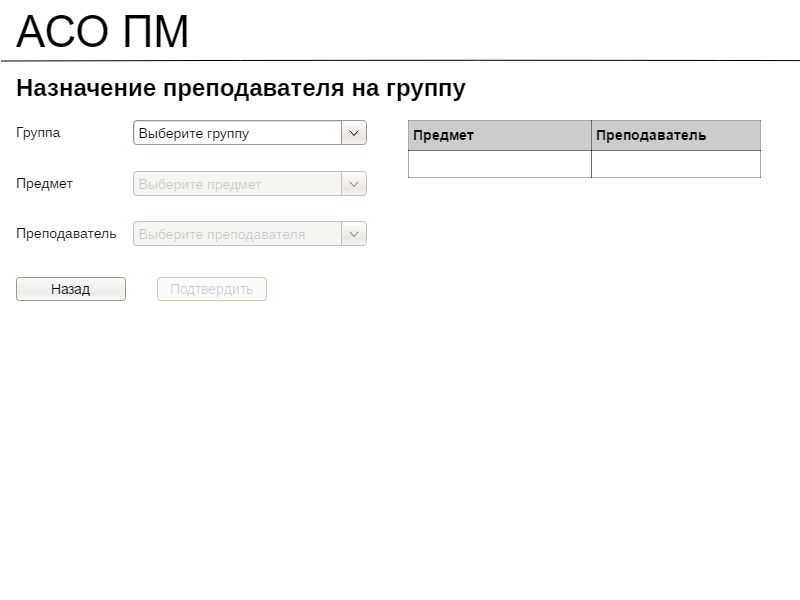 АСО ПМ
Назначение преподавателя на группу
Группа
Выберите группу
Предмет
Выберите предмет
Преподаватель
Выберите преподавателя
Назад
Подтвердить
Предмет
Преподаватель